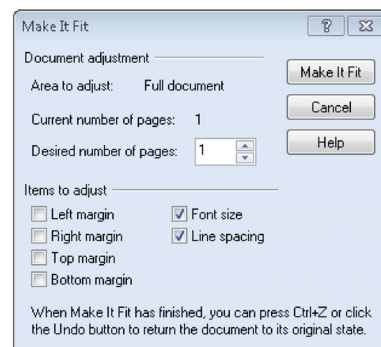 Make It Fit
Document adjustment
Make It Fit
Area to adjust: Full document
Cancel
Current number of pages: 1
Help
Desired number of pages: 1
Items to adjust
Left margin
Font size
Right margin
Line spacing
Top margin
Bottom margin
When Make It Fit has finished, you can press Ctrl+Z or click
the Undo button to return the document to its original state.